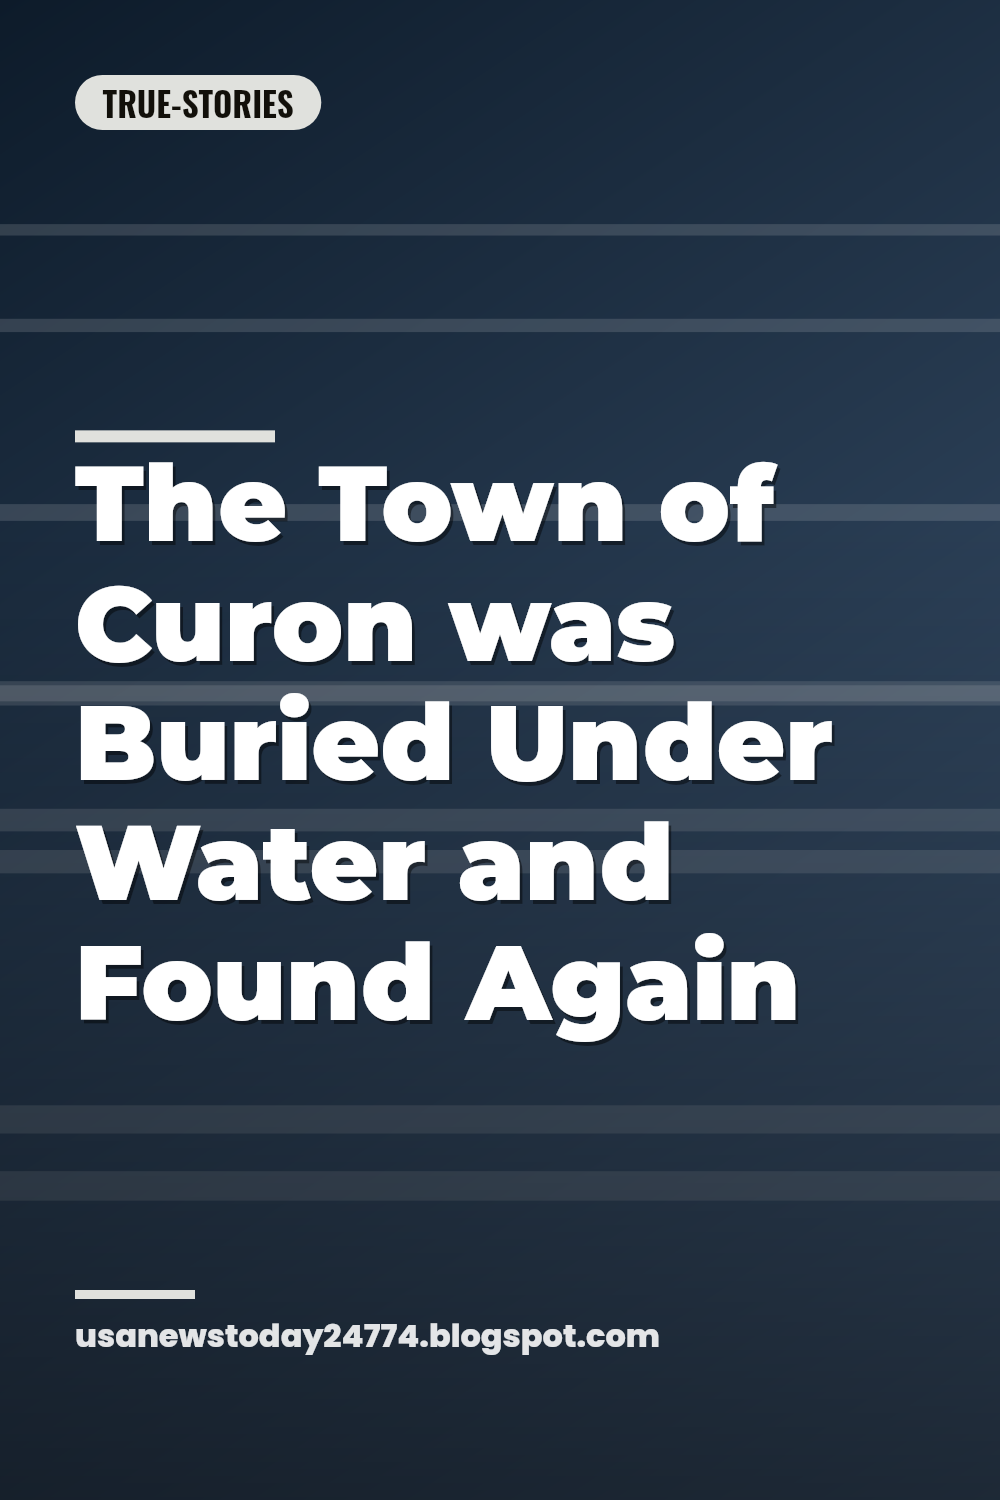 TRUE-STORIES
The Town of
Curon was
Buried Under
Water and
Found Again
usanewstoday24774.blogspot.com